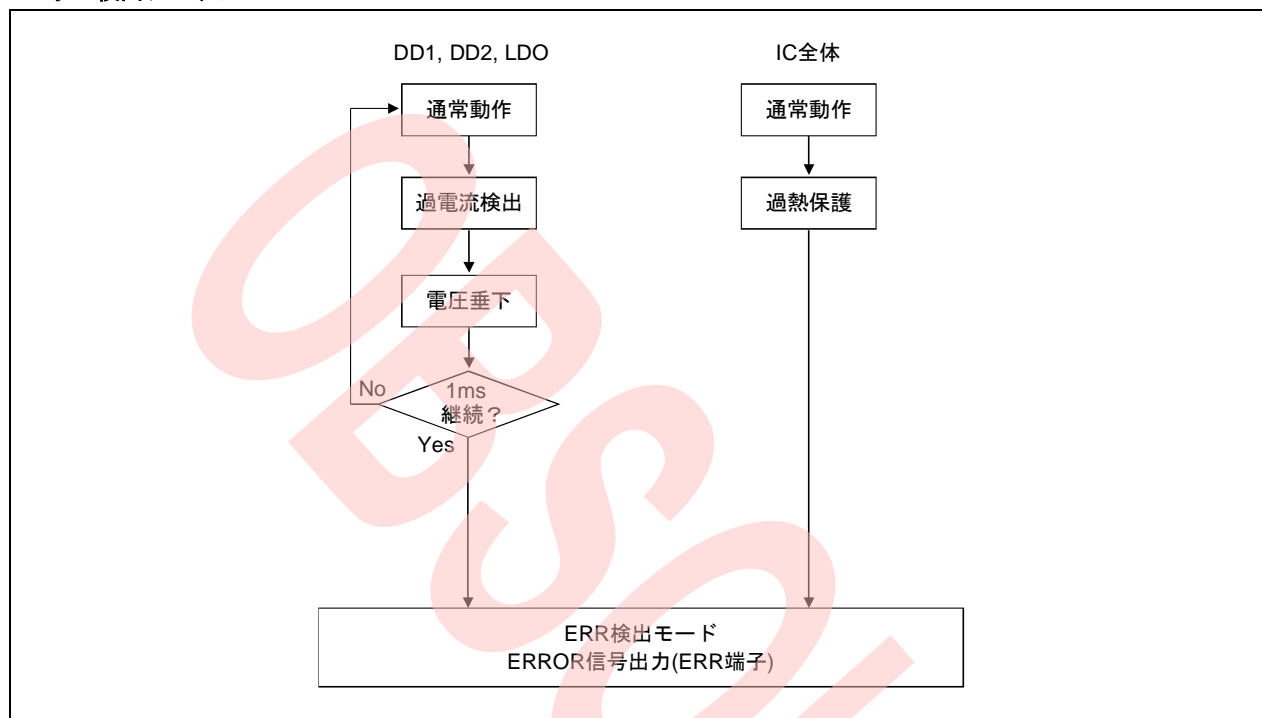 DD1, DD2, LDO
通常動作
過電流検出
電圧垂下
1ms
継続？
No
Yes
IC全体
通常動作
過熱保護
ERR検出モード
ERROR信号出力(ERR端子)
OBSOL